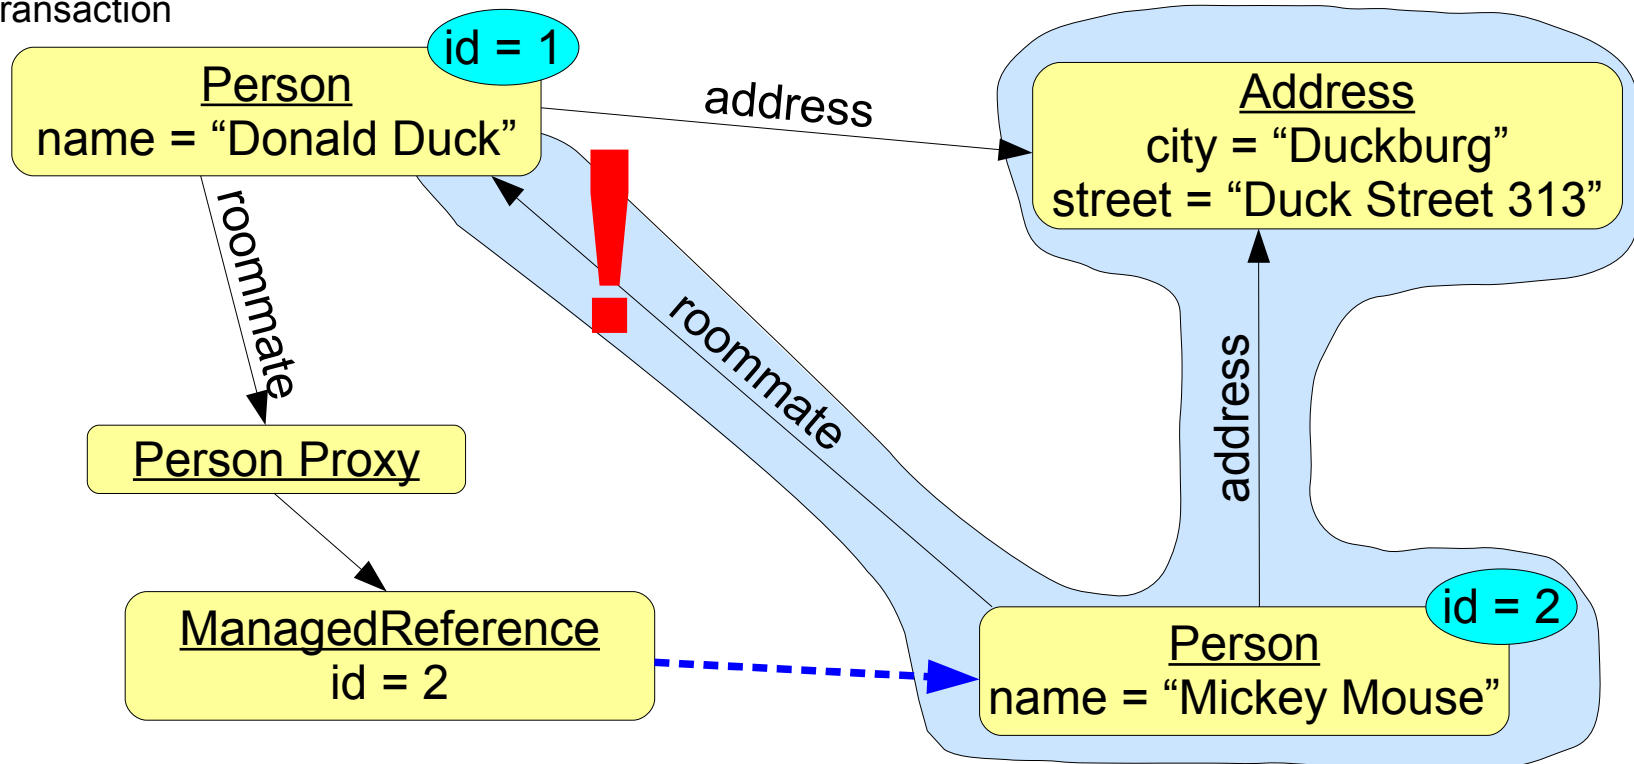 ransaction
id = 1
Person
name = “Donald Duck”
address
Address
city = “Duckburg”
street = “Duck Street 313”
roommate
!
roommate
address
Person Proxy
ManagedReference
id = 2
id = 2
Person
name = “Mickey Mouse”